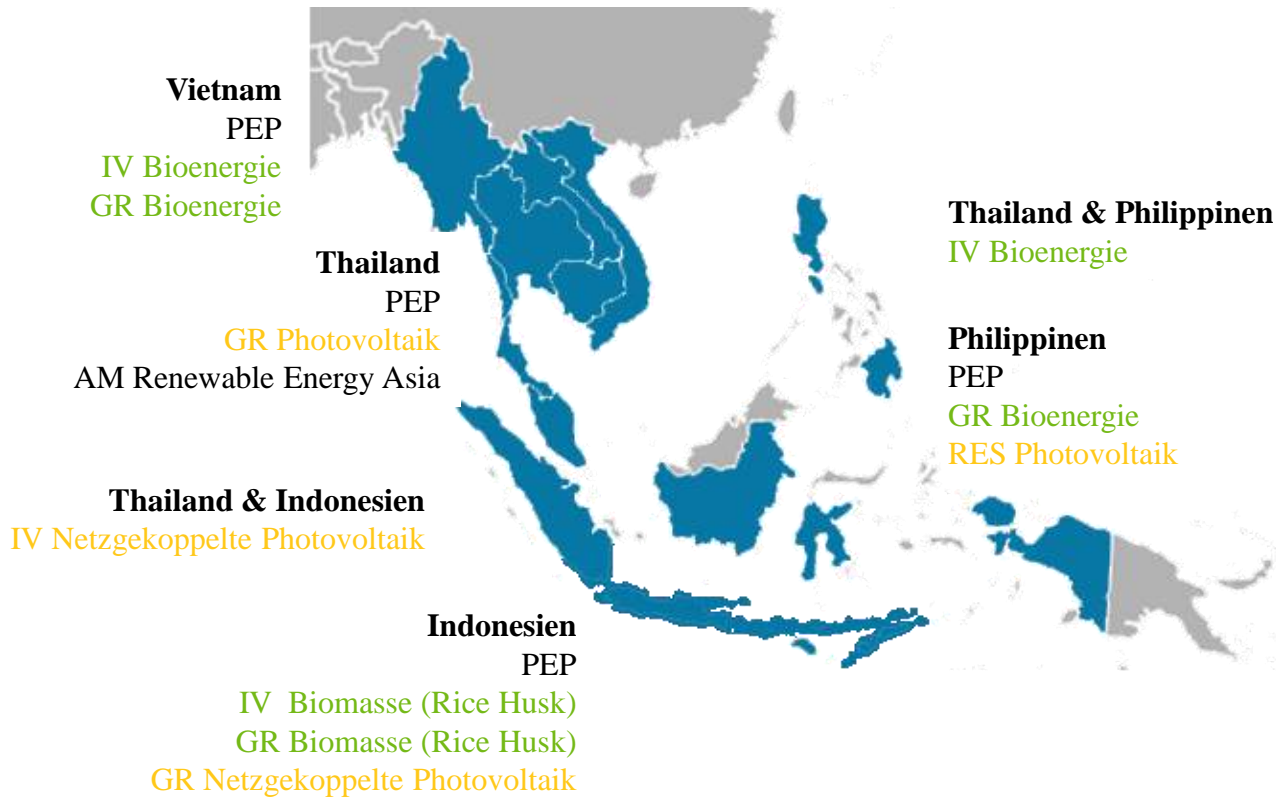 Vietnam
PEP
IV Bioenergie
GR Bioenergie
Thailand
PEP
GR Photovoltaik
AM Renewable Energy Asia
Thailand & Indonesien
IV Netzgekoppelte Photovoltaik
Indonesien
PEP
IV  Biomasse (Rice Husk)
GR Biomasse (Rice Husk)
GR Netzgekoppelte Photovoltaik
Thailand & Philippinen
IV Bioenergie
Philippinen
PEP
GR Bioenergie
RES Photovoltaik